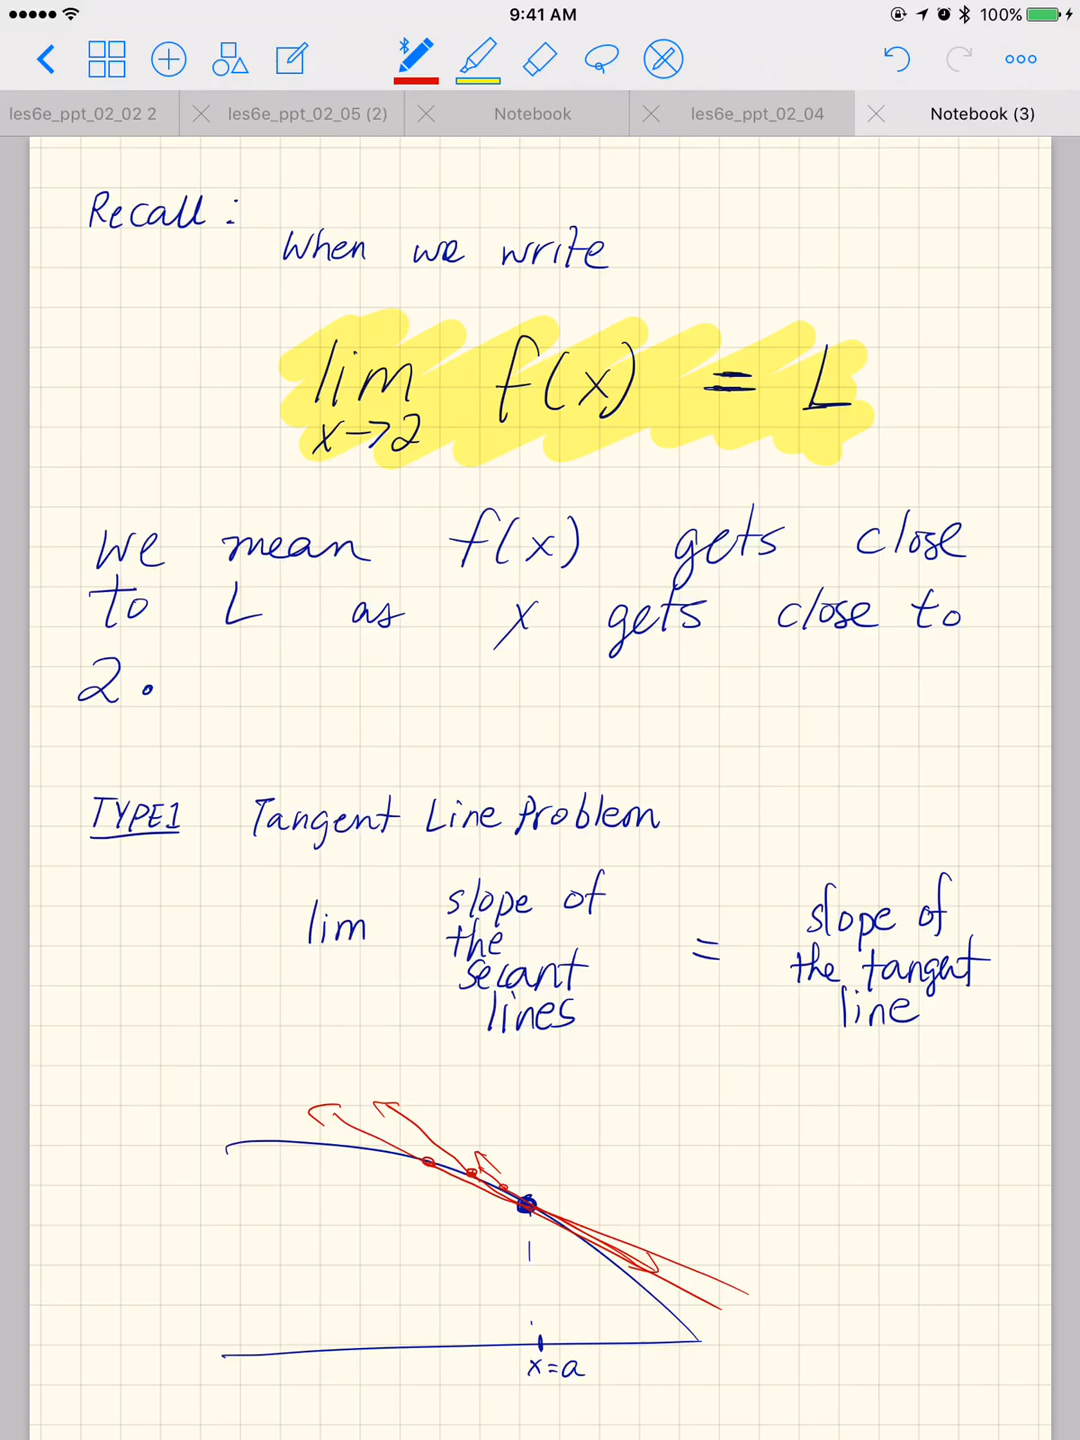 9:41 AM
100%
les6e_ppt_02_02 2
les6e_ppt_02_05 (2)
Notebook
les6e_ppt_02_04
Notebook (3)
Recall:
When we write
lim f(x) = L
x→2
We mean f(x) gets close
to L as x gets close to
2.
TYPE1 Tangent Line Problem
lim slope of the secant lines = slope of the tangent line
x=a